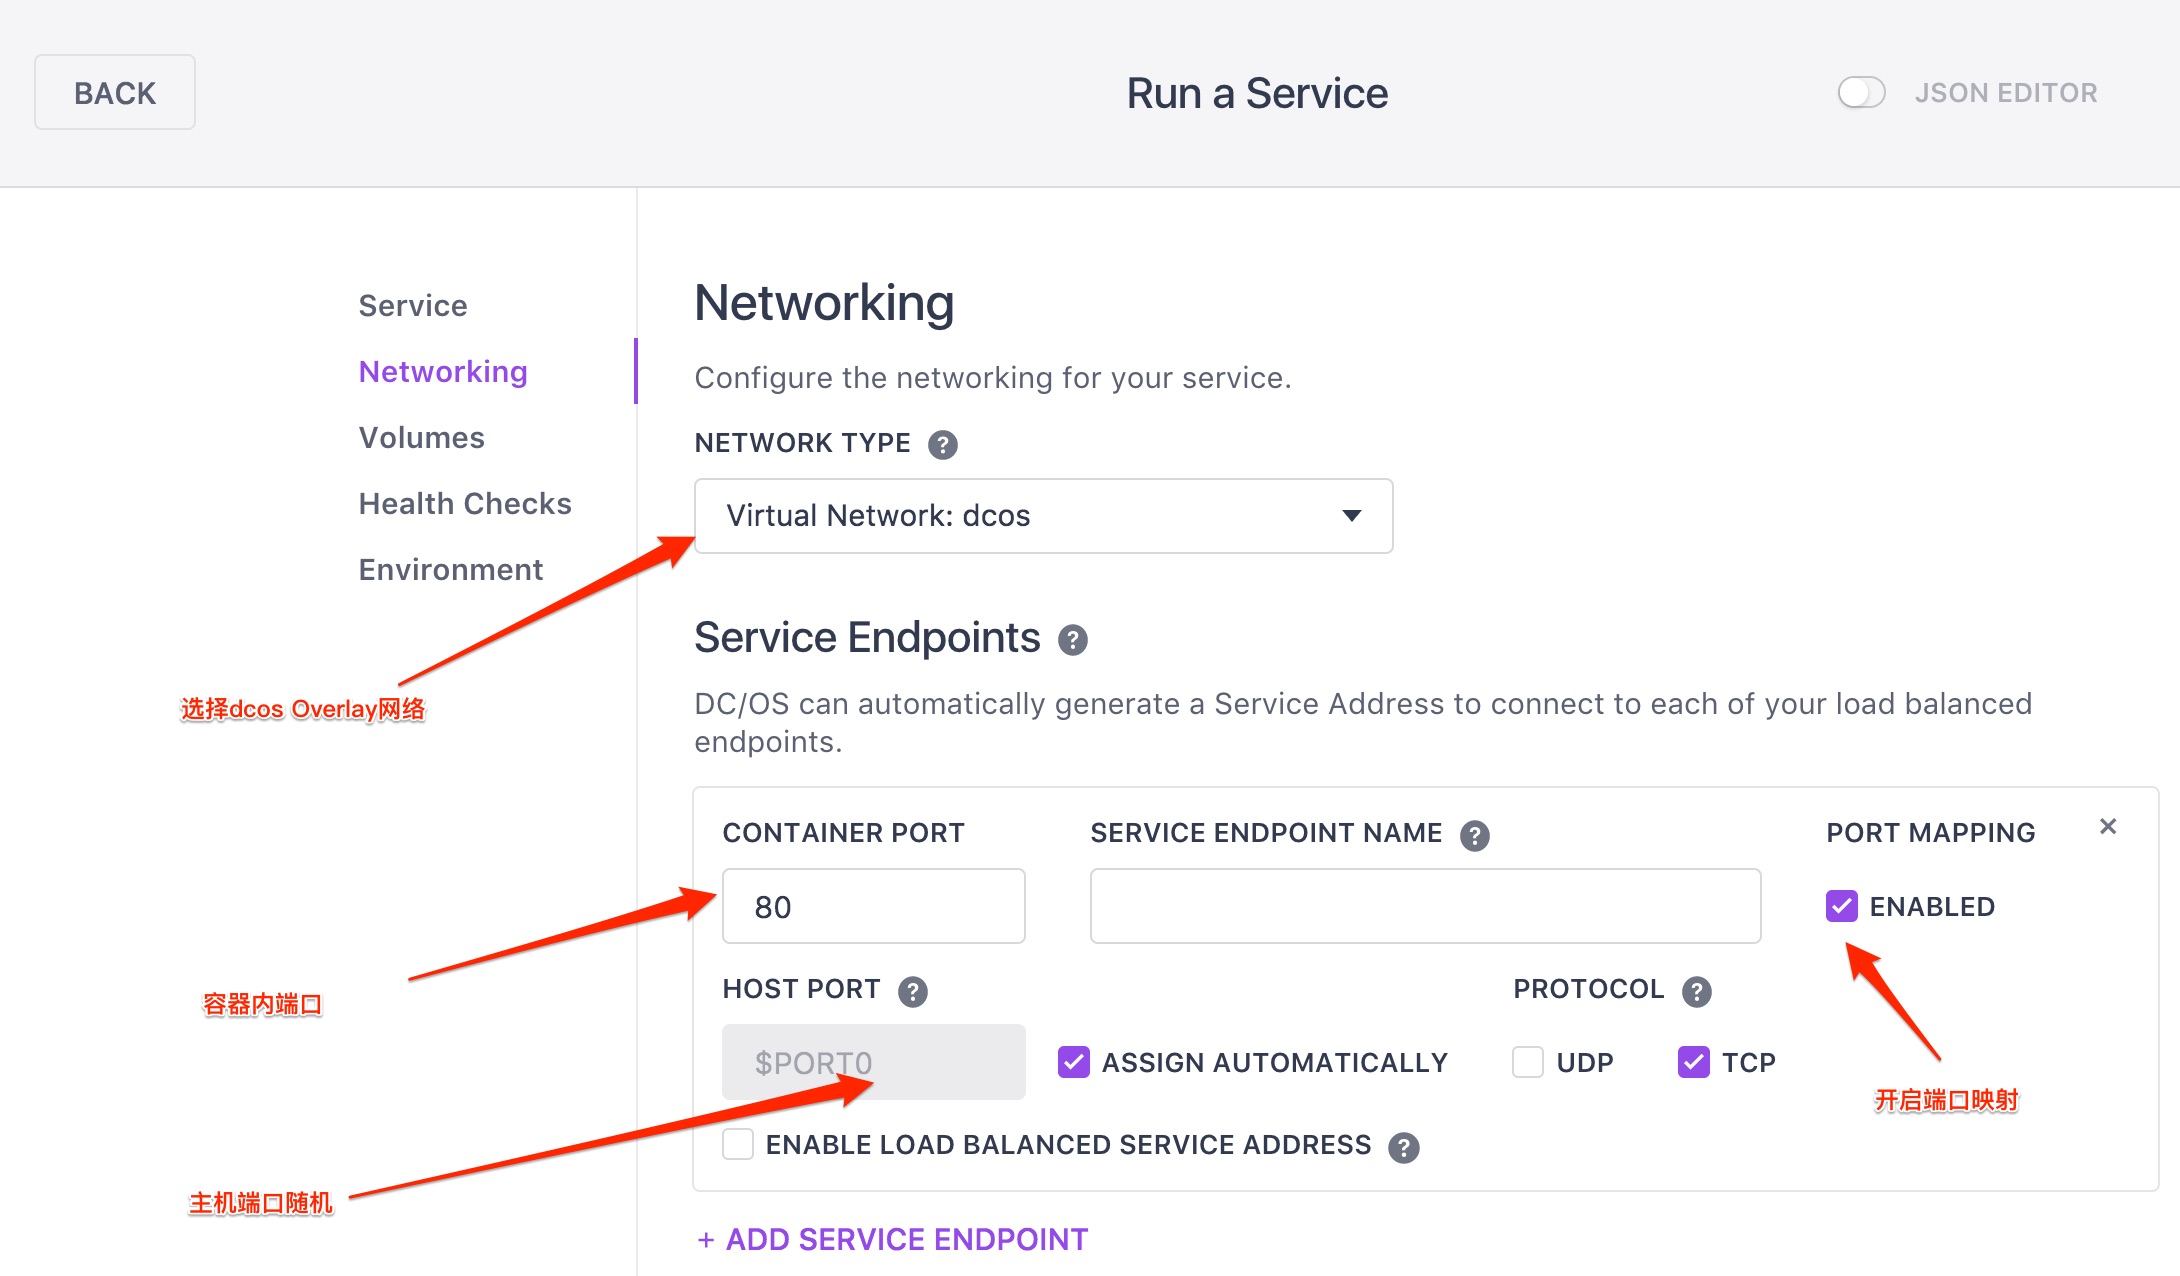 BACK
Run a Service
JSON EDITOR
Service
Networking
Volumes
Health Checks
Environment
Networking
Configure the networking for your service.
NETWORK TYPE ?
Virtual Network: dcos
选择dcos Overlay网络
Service Endpoints ?
DC/OS can automatically generate a Service Address to connect to each of your load balanced
endpoints.
CONTAINER PORT
SERVICE ENDPOINT NAME ?
PORT MAPPING
80
ENABLED
容器内端口
HOST PORT ?
PROTOCOL ?
$PORT0
ASSIGN AUTOMATICALLY
UDP
TCP
开启端口映射
ENABLE LOAD BALANCED SERVICE ADDRESS ?
主机端口随机
+ ADD SERVICE ENDPOINT